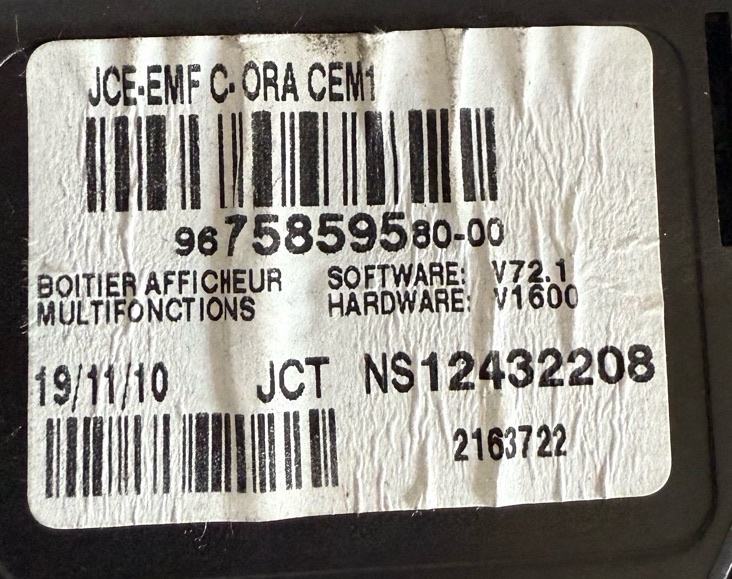 JCE-EMF C- ORA CEM1
9675859580-00
BOITIER AFFICHEUR SOFTWARE: V72.1
MULTIFONCTIONS HARDWARE: V1600
19/11/10 JCT NS12432208
2163722